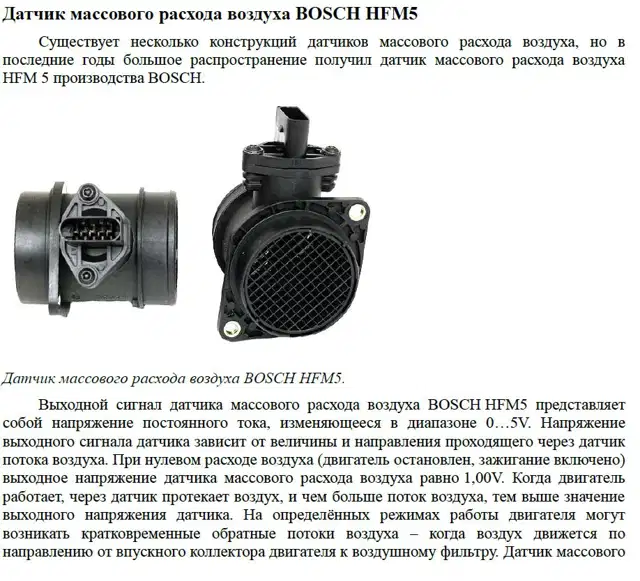 Датчик массового расхода воздуха BOSCH HFM5
Существует несколько конструкций датчиков массового расхода воздуха, но в
последние годы большое распространение получил датчик массового расхода воздуха
HFM 5 производства BOSCH.
Датчик массового расхода воздуха BOSCH HFM5.
Выходной сигнал датчика массового расхода воздуха BOSCH HFM5 представляет
собой напряжение постоянного тока, изменяющееся в диапазоне 0…5V. Напряжение
выходного сигнала датчика зависит от величины и направления проходящего через датчик
потока воздуха. При нулевом расходе воздуха (двигатель остановлен, зажигание включено)
выходное напряжение датчика массового расхода воздуха равно 1,00V. Когда двигатель
работает, через датчик протекает воздух, и чем больше поток воздуха, тем выше значение
выходного напряжения датчика. На определённых режимах работы двигателя могут
возникать кратковременные обратные потоки воздуха – когда воздух движется по
направлению от впускного коллектора двигателя к воздушному фильтру. Датчик массового